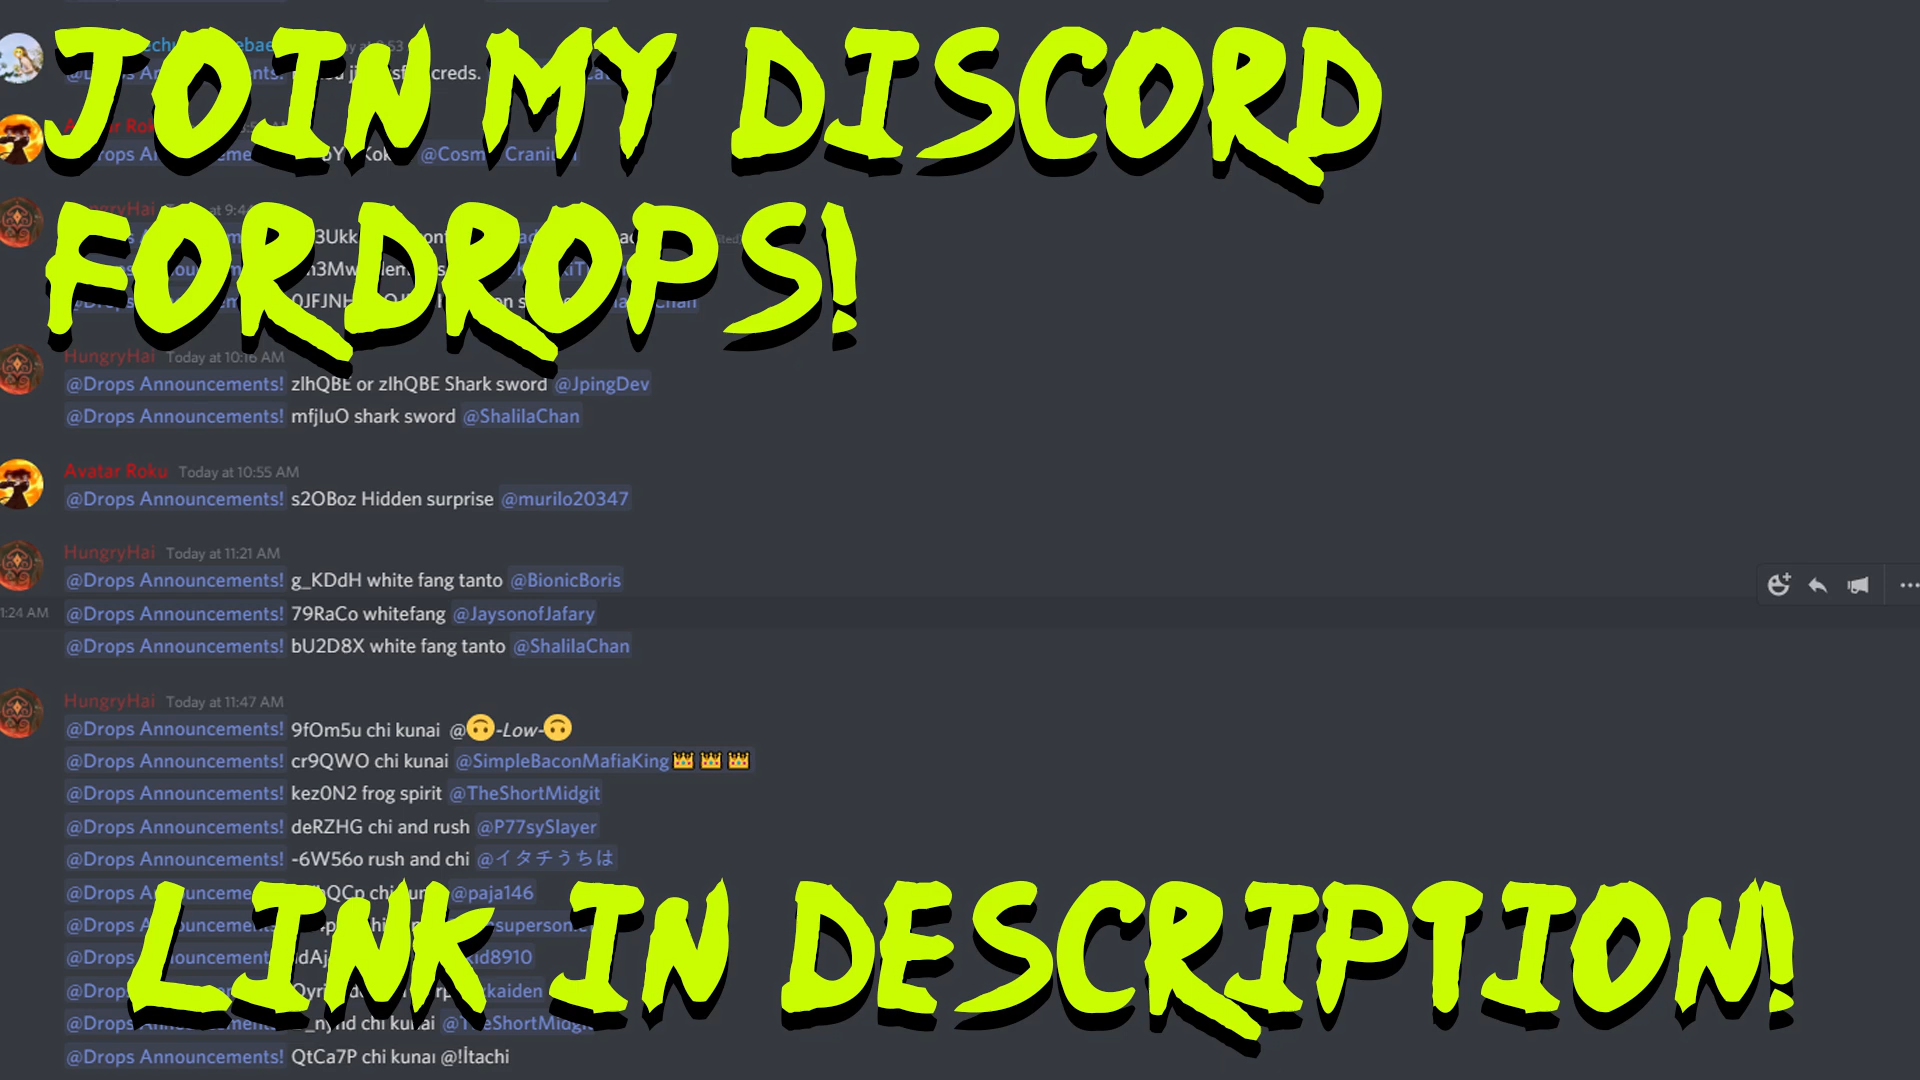 JOIN MY DISCORD
FORDROPS!
HungryHai Today at 10:16 AM
@Drops Announcements! zlhQBE or zIhQBE Shark sword @JpingDev
@Drops Announcements! mfjIuO shark sword @ShalilaChan
Avatar Roku Today at 10:55 AM
@Drops Announcements! s2OBoz Hidden surprise @murilo20347
HungryHai Today at 11:21 AM
@Drops Announcements! g_KDdH white fang tanto @BionicBoris
1:24 AM @Drops Announcements! 79RaCo whitefang @JaysonofJafary
@Drops Announcements! bU2D8X white fang tanto @ShalilaChan
HungryHai Today at 11:47 AM
@Drops Announcements! 9fOm5u chi kunai @🙃-Low-🙃
@Drops Announcements! cr9QWO chi kunai @SimpleBaconMafiaKing👑👑👑
@Drops Announcements! kez0N2 frog spirit @TheShortMidgit
@Drops Announcements! deRZHG chi and rush @P77sySlayer
@Drops Announcements! -6W56o rush and chi @イタチうちは
@paja146
LINK IN DESCRIPTION!
@Drops Announcements! QtCa7P chi kunai @!İtachi